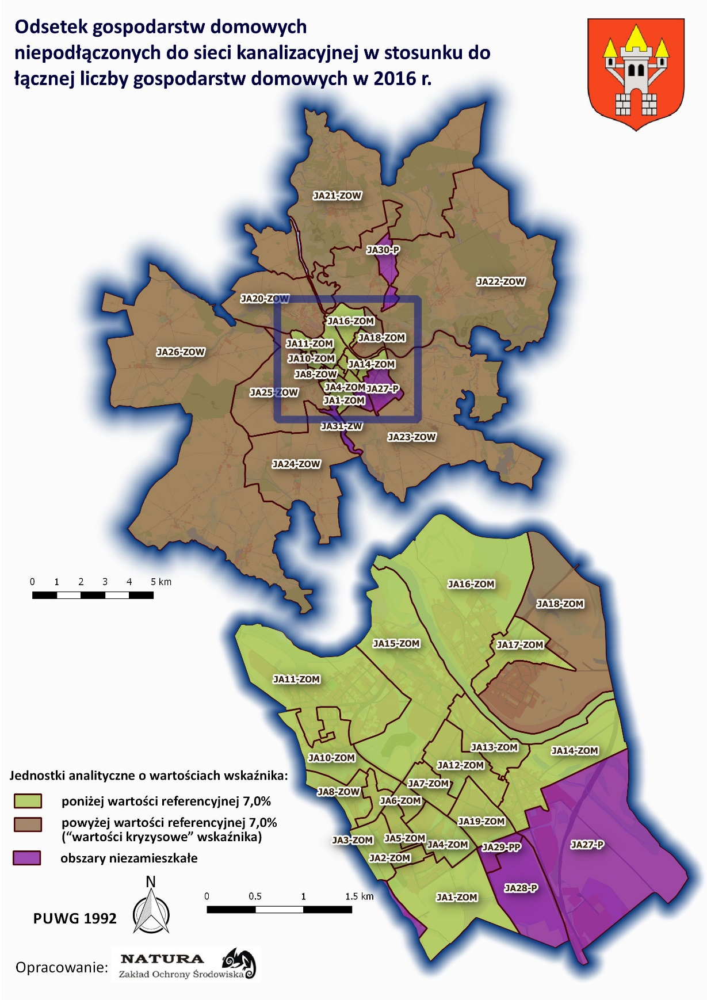 Odsetek gospodarstw domowych
niepodłączonych do sieci kanalizacyjnej w stosunku do
łącznej liczby gospodarstw domowych w 2016 r.
JA21-ZOW
JA30-P
JA22-ZOW
JA20-ZOW
JA16-ZOM
JA18-ZOM
JA11-ZOM
JA26-ZOW
JA10-ZOM
JA14-ZOM
JA8-ZOW
JA4-ZOM
JA27-P
JA25-ZOW
JA1-ZOM
JA31-ZW
JA23-ZOW
JA24-ZOW
0 1 2 3 4 5 km
JA16-ZOM
JA18-ZOM
JA15-ZOM
JA17-ZOM
JA11-ZOM
JA13-ZOM
JA14-ZOM
JA10-ZOM
JA12-ZOM
JA7-ZOM
JA8-ZOW
JA6-ZOM
JA19-ZOM
JA3-ZOM
JA5-ZOM
JA4-ZOM
JA29-PP
JA27-P
JA2-ZOM
JA28-P
JA1-ZOM
Jednostki analityczne o wartościach wskaźnika:
poniżej wartości referencyjnej 7,0%
powyżej wartości referencyjnej 7,0%
(“wartości kryzysowe” wskaźnika)
obszary niezamieszkałe
N
0 0.5 1 1.5 km
PUWG 1992
Opracowanie:
NATURA
Zakład Ochrony Środowiska